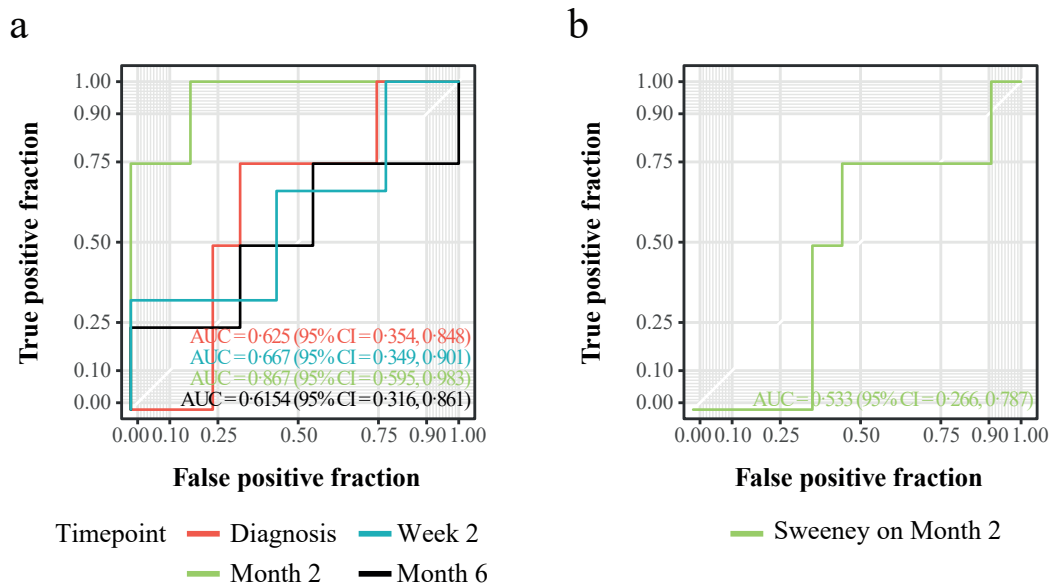 a
True positive fraction
1.00
0.90
0.75
0.50
0.25
0.10
0.00
AUC = 0·625 (95% CI = 0·354, 0·848)
AUC = 0·667 (95% CI = 0·349, 0·901)
AUC = 0·867 (95% CI = 0·595, 0·983)
AUC = 0·6154 (95% CI = 0·316, 0·861)
0.00 0.10 0.25 0.50 0.75 0.90 1.00
False positive fraction
Timepoint Diagnosis Week 2
Month 2 Month 6
b
True positive fraction
1.00
0.90
0.75
0.50
0.25
0.10
0.00
AUC = 0·533 (95% CI = 0·266, 0·787)
0.00 0.10 0.25 0.50 0.75 0.90 1.00
False positive fraction
Sweeney on Month 2